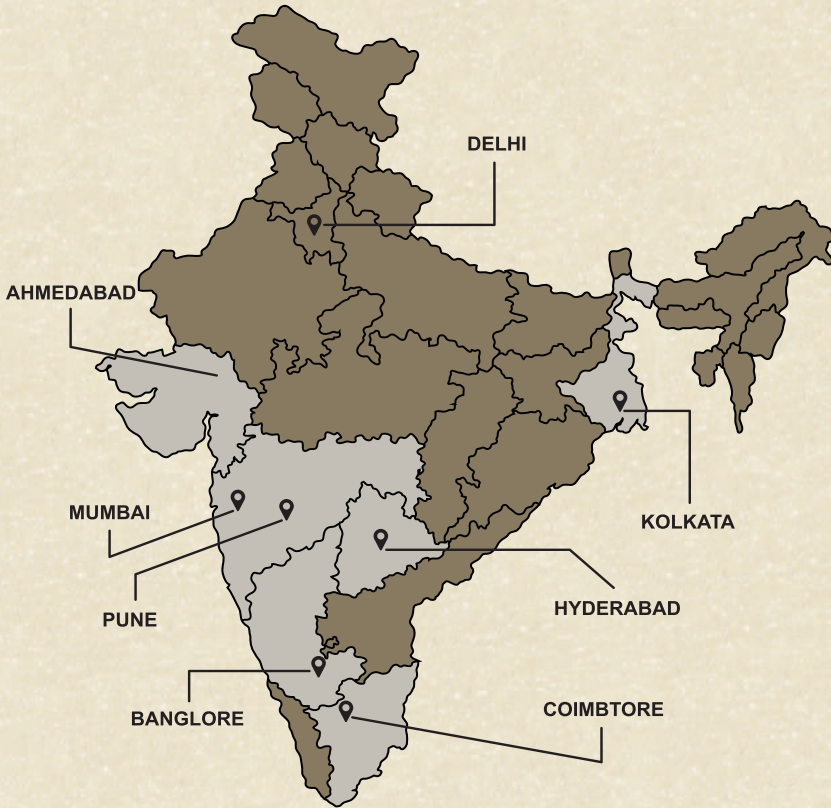 DELHI
AHMEDABAD
MUMBAI
KOLKATA
PUNE
HYDERABAD
BANGLORE
COIMBTORE